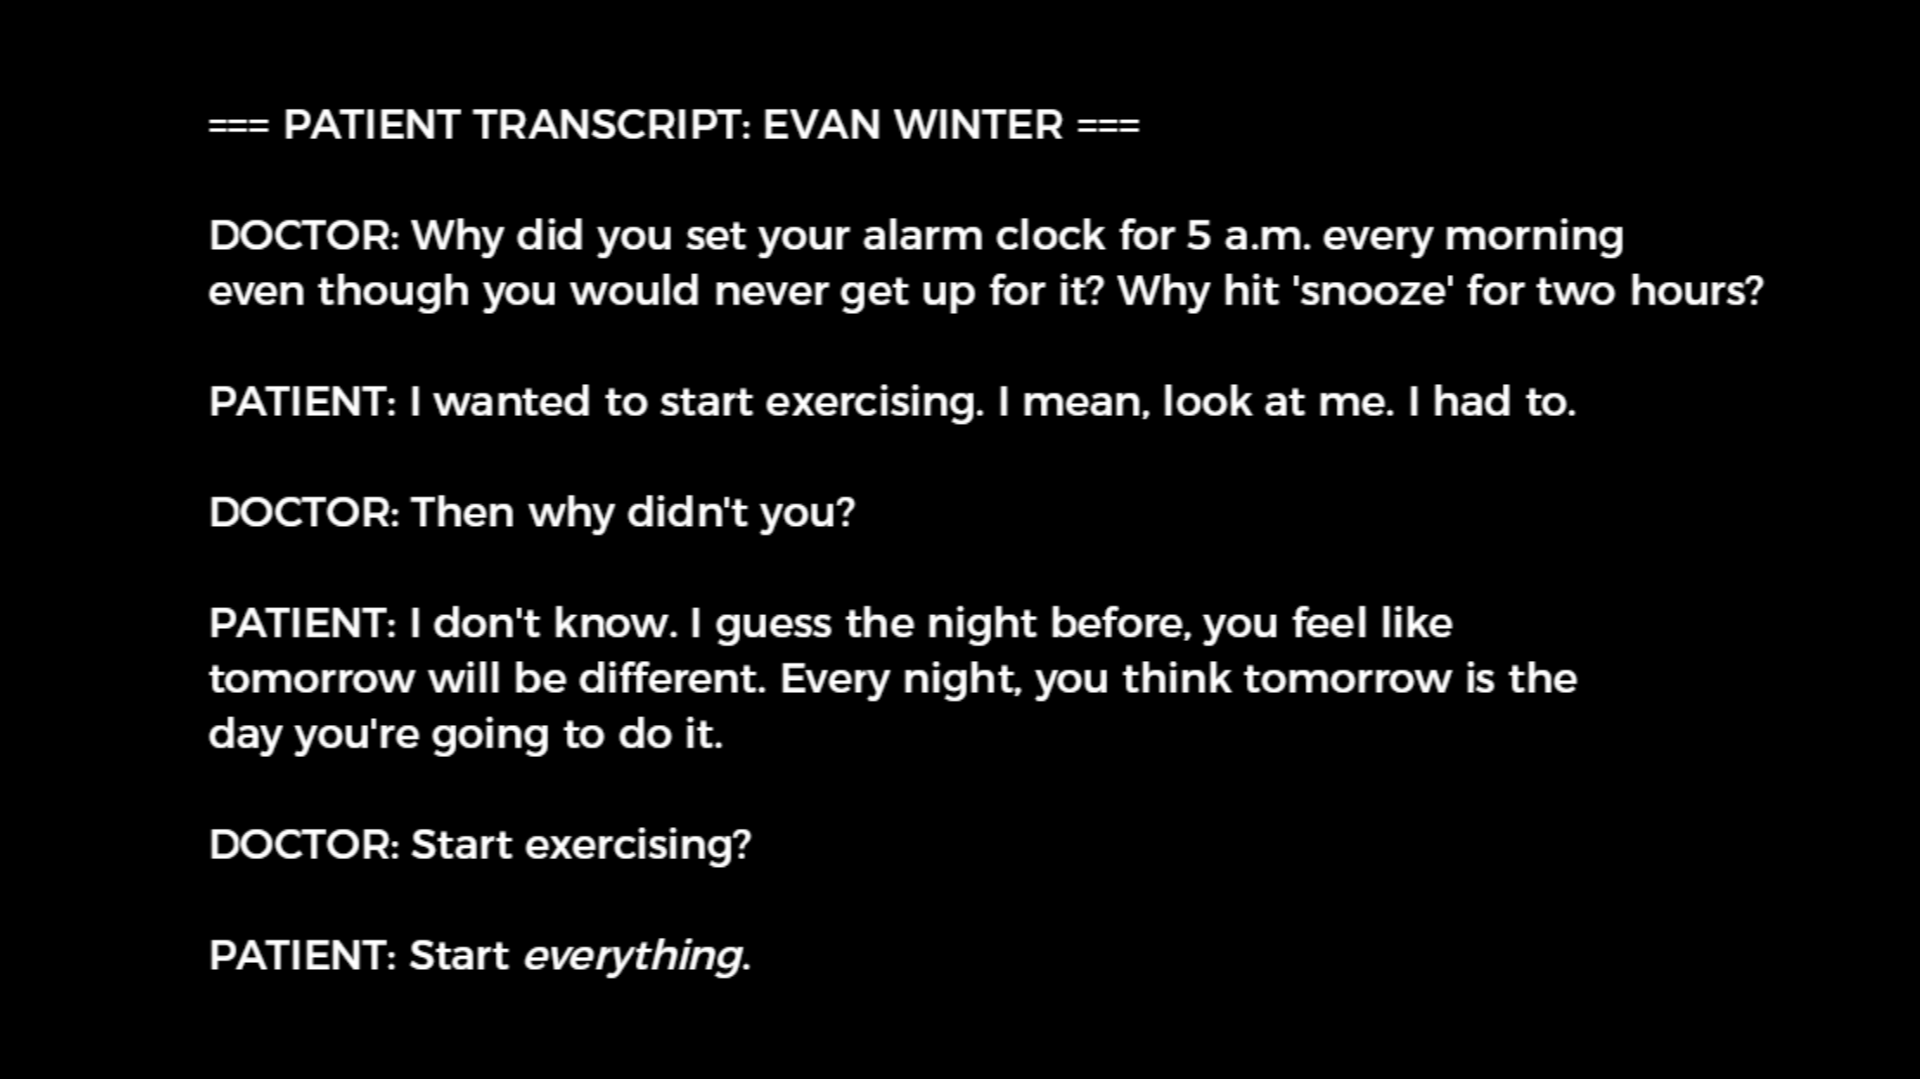 === PATIENT TRANSCRIPT: EVAN WINTER ===
DOCTOR: Why did you set your alarm clock for 5 a.m. every morning
even though you would never get up for it? Why hit 'snooze' for two hours?
PATIENT: I wanted to start exercising. I mean, look at me. I had to.
DOCTOR: Then why didn't you?
PATIENT: I don't know. I guess the night before, you feel like
tomorrow will be different. Every night, you think tomorrow is the
day you're going to do it.
DOCTOR: Start exercising?
PATIENT: Start everything.